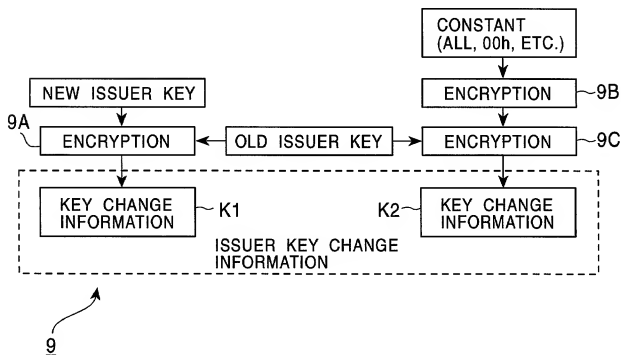 CONSTANT
(ALL, 00h, ETC.)
NEW ISSUER KEY
ENCRYPTION
9B
9A
ENCRYPTION
OLD ISSUER KEY
ENCRYPTION
9C
KEY CHANGE
INFORMATION
K1
K2
KEY CHANGE
INFORMATION
ISSUER KEY CHANGE
INFORMATION
9